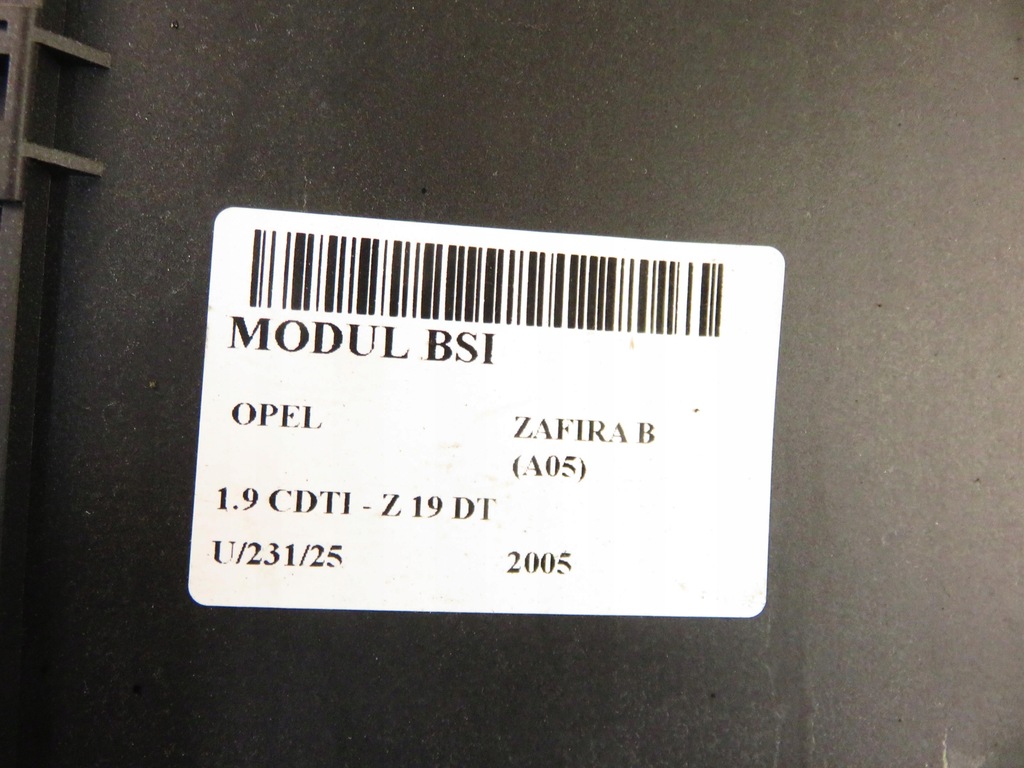 MODUL BSI
OPEL ZAFIRA B
(A05)
1.9 CDTI - Z 19 DT
U/231/25 2005